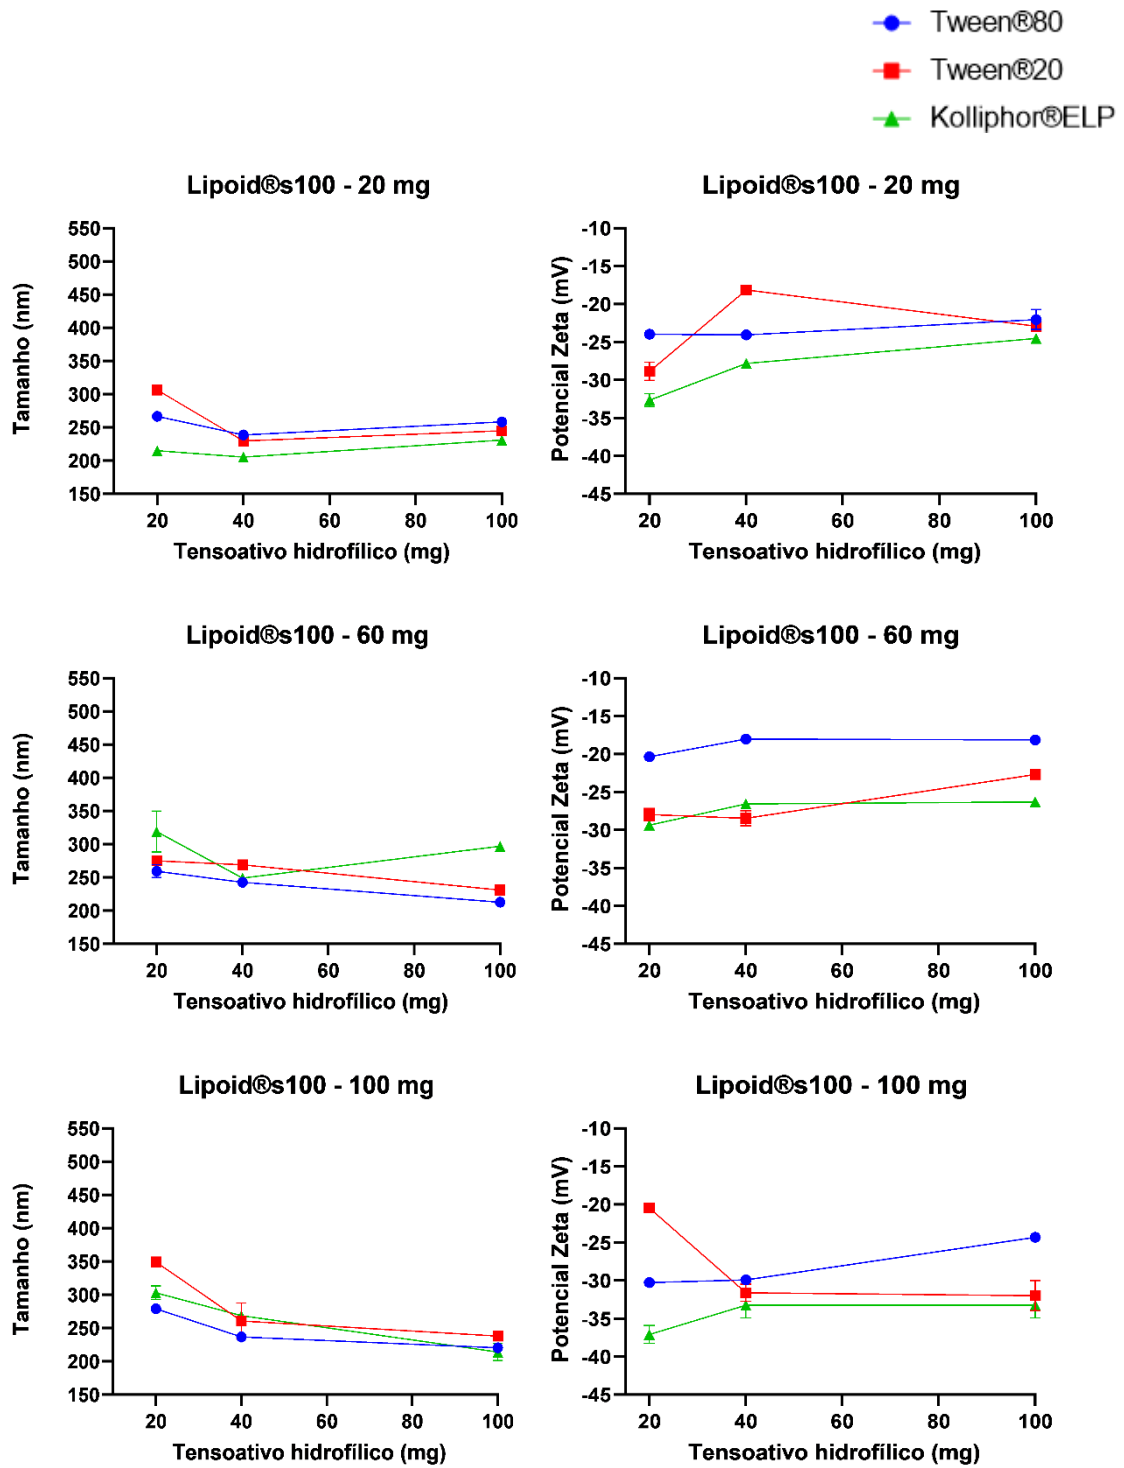 Tween®80
Tween®20
Kolliphor®ELP
Lipoid®s100 - 20 mg
Tamanho (nm)
550
500
450
400
350
300
250
200
150
20 40 60 80 100
Tensoativo hidrofílico (mg)
Lipoid®s100 - 20 mg
Potencial Zeta (mV)
-10
-15
-20
-25
-30
-35
-40
-45
20 40 60 80 100
Tensoativo hidrofílico (mg)
Lipoid®s100 - 60 mg
Tamanho (nm)
550
500
450
400
350
300
250
200
150
20 40 60 80 100
Tensoativo hidrofílico (mg)
Lipoid®s100 - 60 mg
Potencial Zeta (mV)
-10
-15
-20
-25
-30
-35
-40
-45
20 40 60 80 100
Tensoativo hidrofílico (mg)
Lipoid®s100 - 100 mg
Tamanho (nm)
550
500
450
400
350
300
250
200
150
20 40 60 80 100
Tensoativo hidrofílico (mg)
Lipoid®s100 - 100 mg
Potencial Zeta (mV)
-10
-15
-20
-25
-30
-35
-40
-45
20 40 60 80 100
Tensoativo hidrofílico (mg)